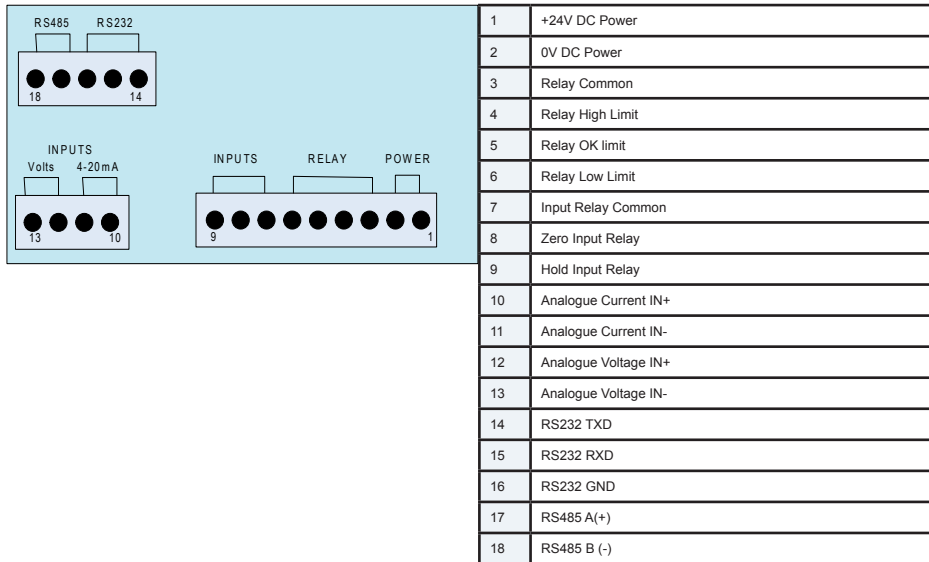 RS485 RS232
18 14
INPUTS
Volts 4-20mA
13 10
INPUTS RELAY POWER
9 1
1 +24V DC Power
2 0V DC Power
3 Relay Common
4 Relay High Limit
5 Relay OK limit
6 Relay Low Limit
7 Input Relay Common
8 Zero Input Relay
9 Hold Input Relay
10 Analogue Current IN+
11 Analogue Current IN-
12 Analogue Voltage IN+
13 Analogue Voltage IN-
14 RS232 TXD
15 RS232 RXD
16 RS232 GND
17 RS485 A(+)
18 RS485 B (-)